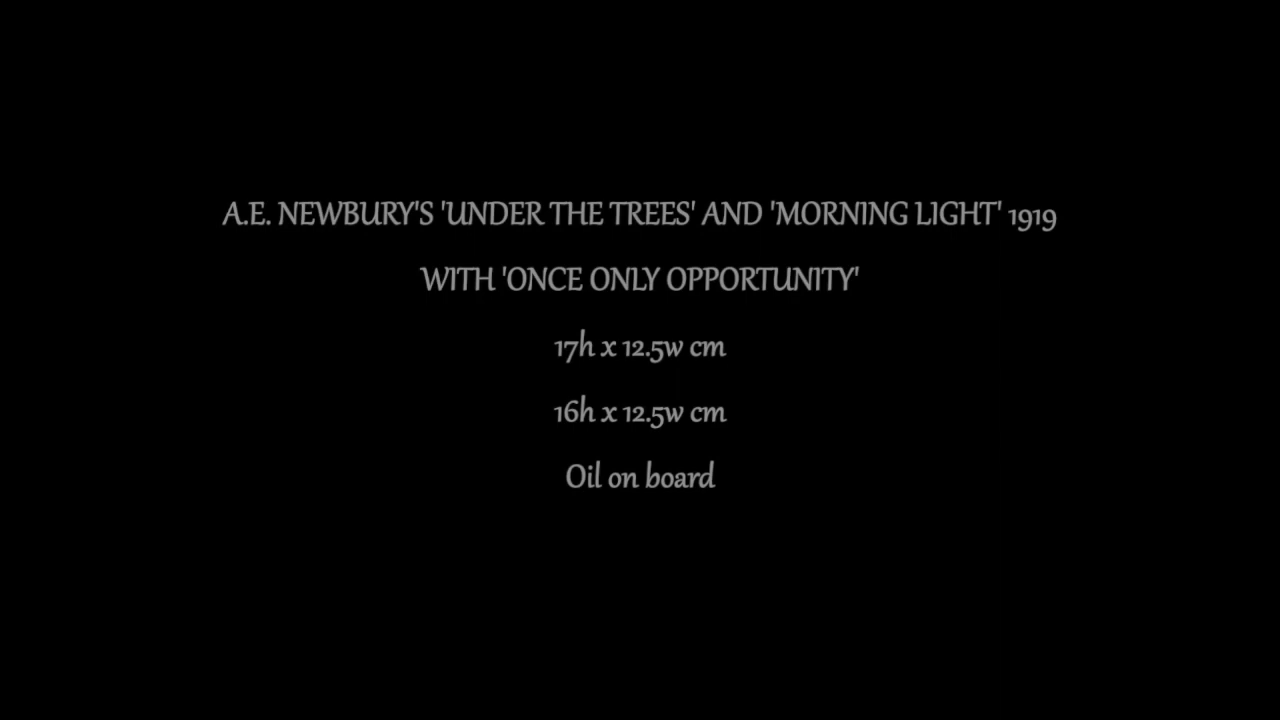 A.E. NEWBURY'S 'UNDER THE TREES' AND 'MORNING LIGHT' 1919
WITH 'ONCE ONLY OPPORTUNITY'
17h x 12.5w cm
16h x 12.5w cm
Oil on board